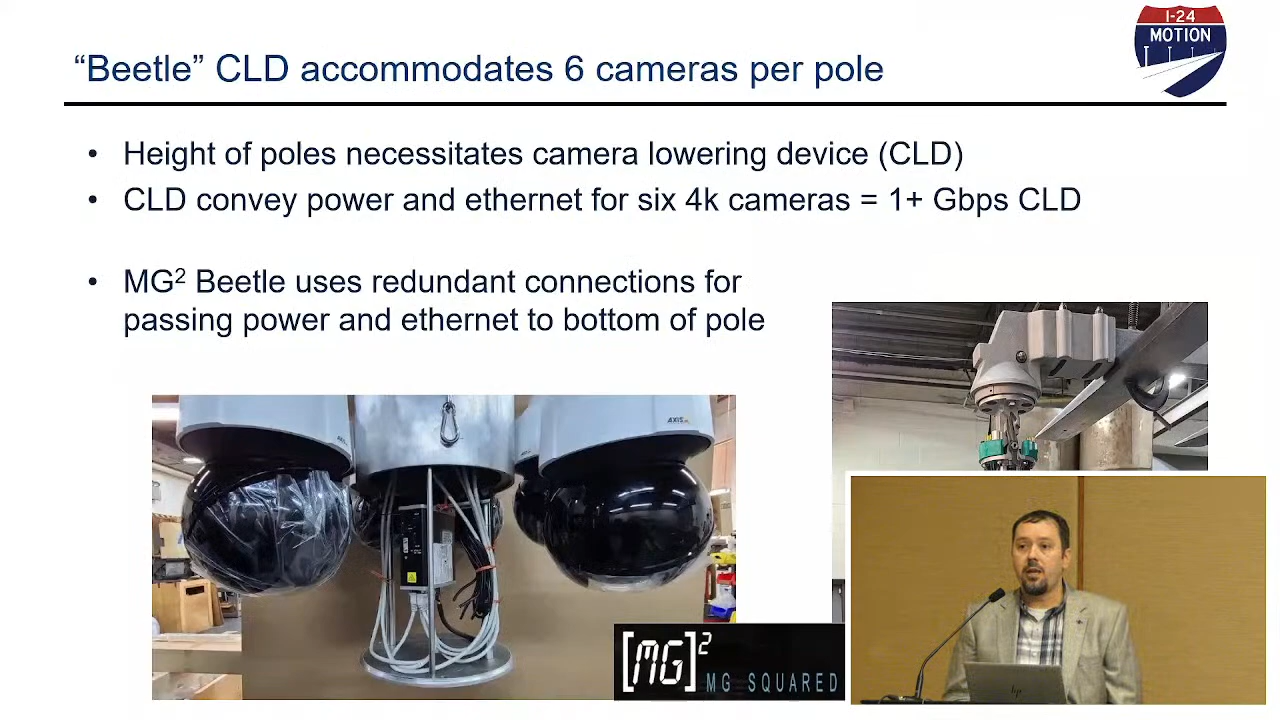 I-24
MOTION
“Beetle” CLD accommodates 6 cameras per pole
• Height of poles necessitates camera lowering device (CLD)
• CLD convey power and ethernet for six 4k cameras = 1+ Gbps CLD
• MG² Beetle uses redundant connections for
passing power and ethernet to bottom of pole
AXIS
[MG]²
MG SQUARED
hp